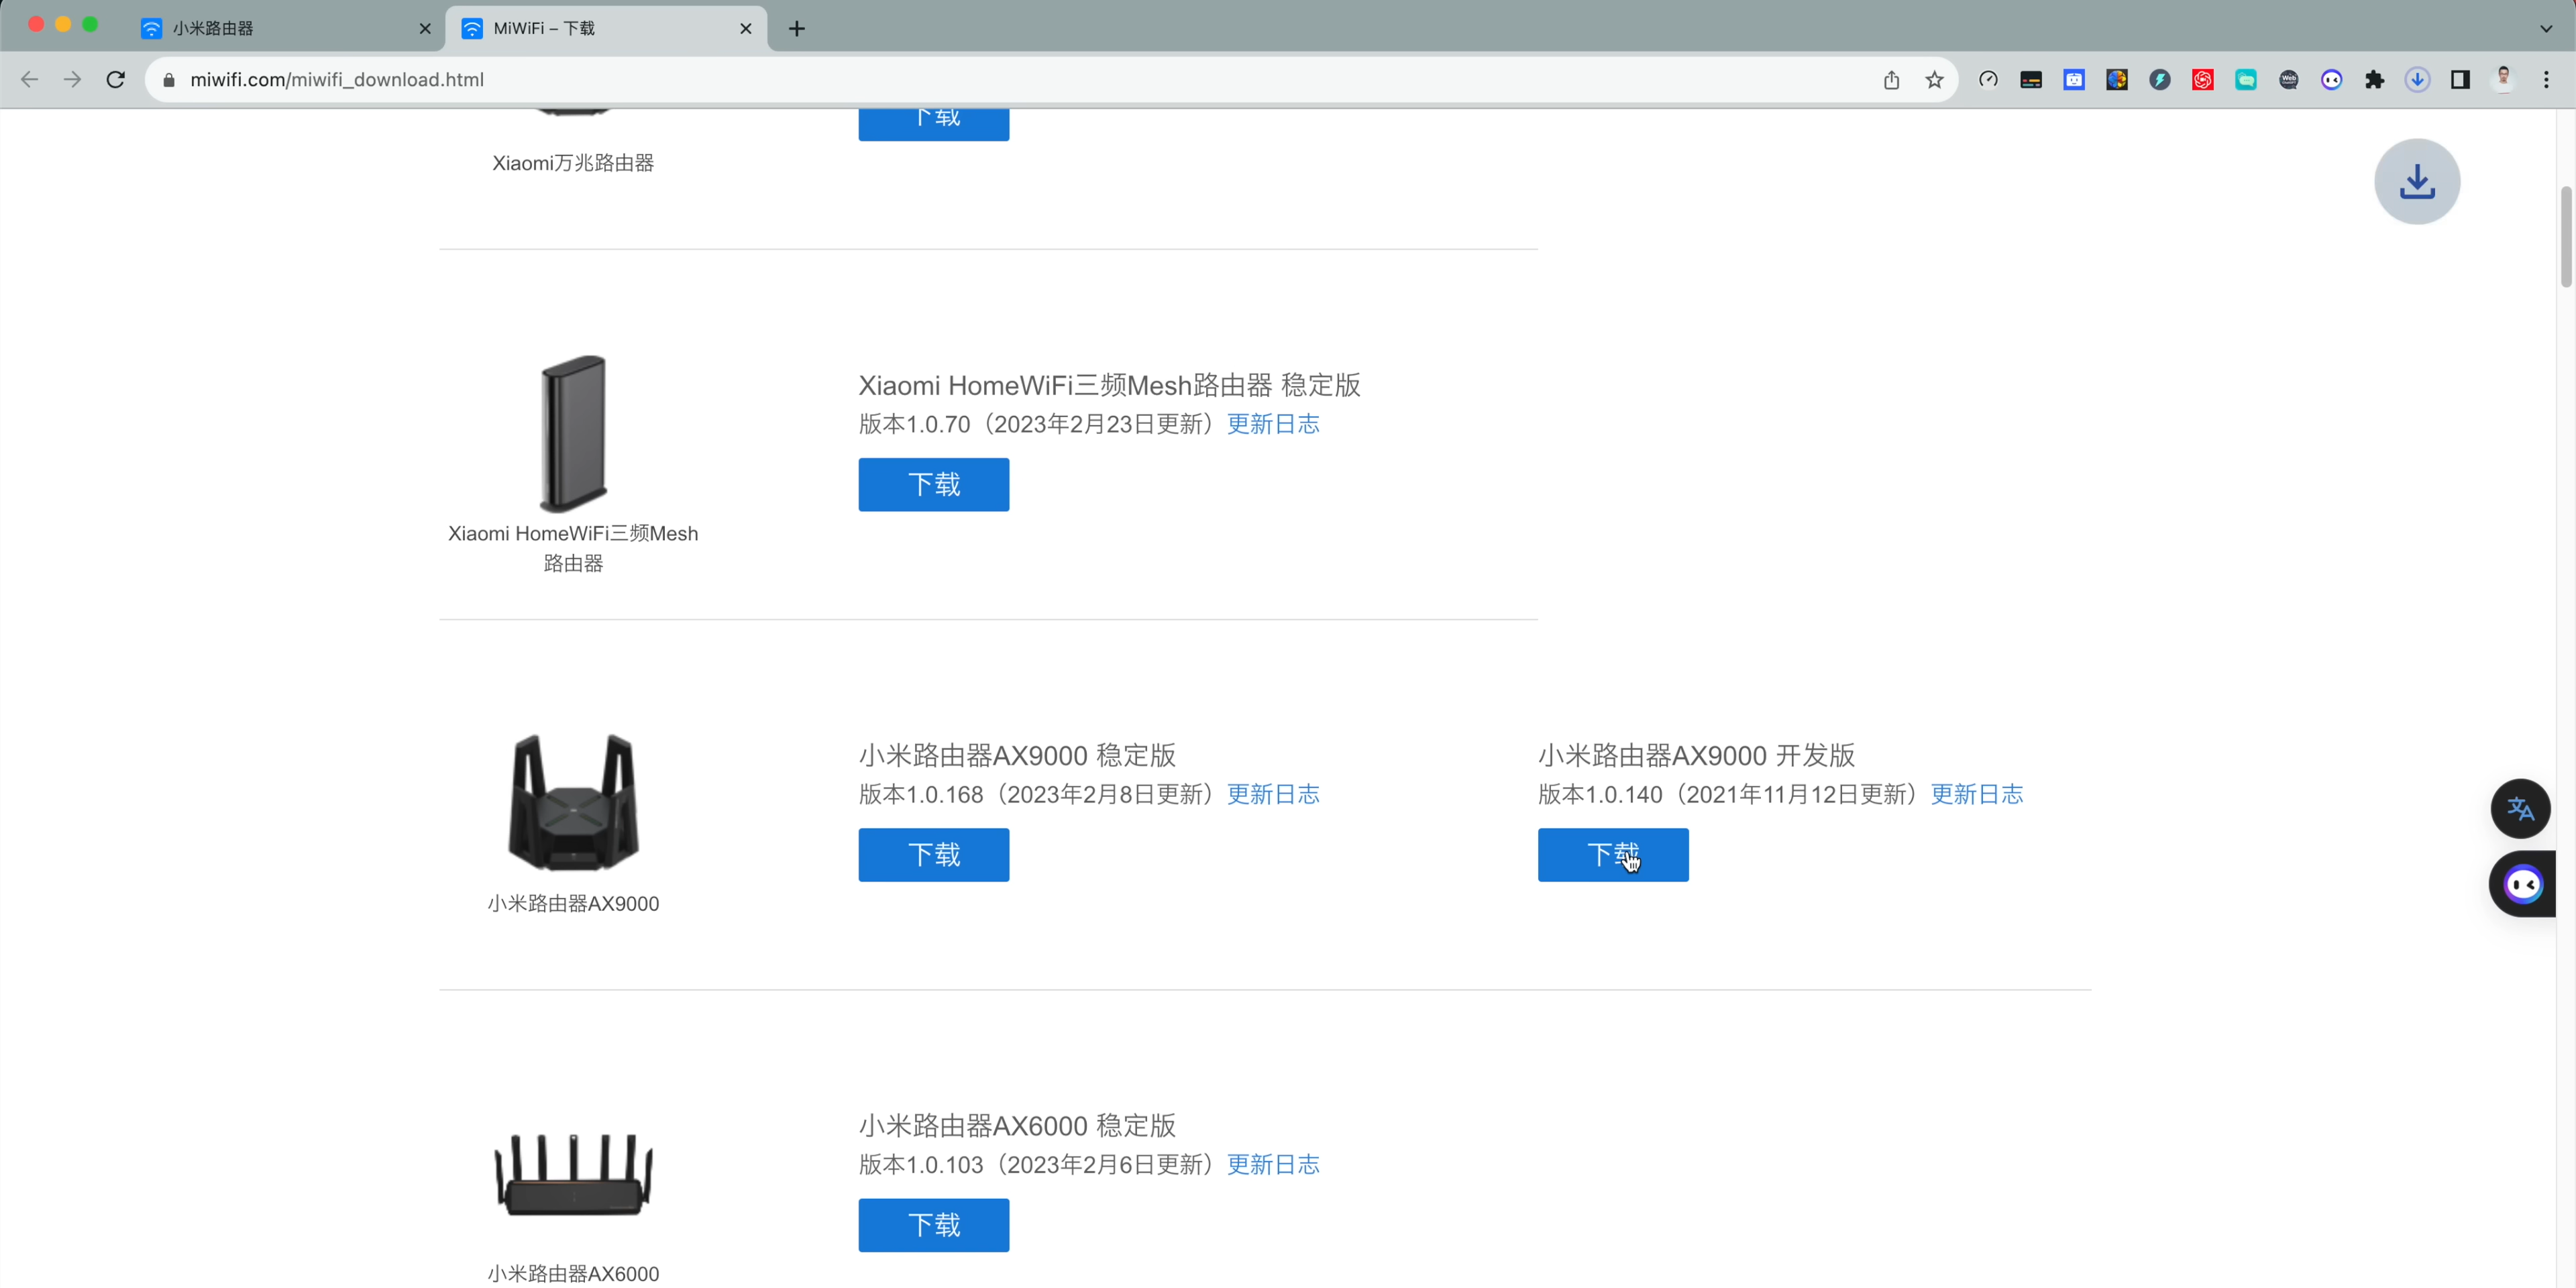 小米路由器
MiWiFi – 下载
miwifi.com/miwifi_download.html
下载
Xiaomi万兆路由器
Xiaomi HomeWiFi三频Mesh路由器 稳定版
版本1.0.70（2023年2月23日更新）更新日志
下载
Xiaomi HomeWiFi三频Mesh
路由器
小米路由器AX9000 稳定版
版本1.0.168（2023年2月8日更新）更新日志
下载
小米路由器AX9000 开发版
版本1.0.140（2021年11月12日更新）更新日志
下载
小米路由器AX9000
小米路由器AX6000 稳定版
版本1.0.103（2023年2月6日更新）更新日志
下载
小米路由器AX6000